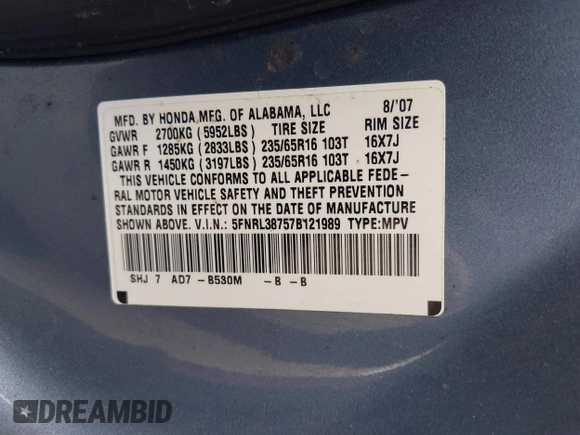 MFD. BY HONDA MFG. OF ALABAMA, LLC 8/'07
GVWR 2700KG (5952LBS) TIRE SIZE RIM SIZE
GAWR F 1285KG (2833LBS) 235/65R16 103T 16X7J
GAWR R 1450KG (3197LBS) 235/65R16 103T 16X7J
THIS VEHICLE CONFORMS TO ALL APPLICABLE FEDE-
RAL MOTOR VEHICLE SAFETY AND THEFT PREVENTION
STANDARDS IN EFFECT ON THE DATE OF MANUFACTURE
SHOWN ABOVE. V.I.N.: 5FNRL38757B121989 TYPE:MPV
SHJ 7 AD7 -B530M -B -B
DREAMBID